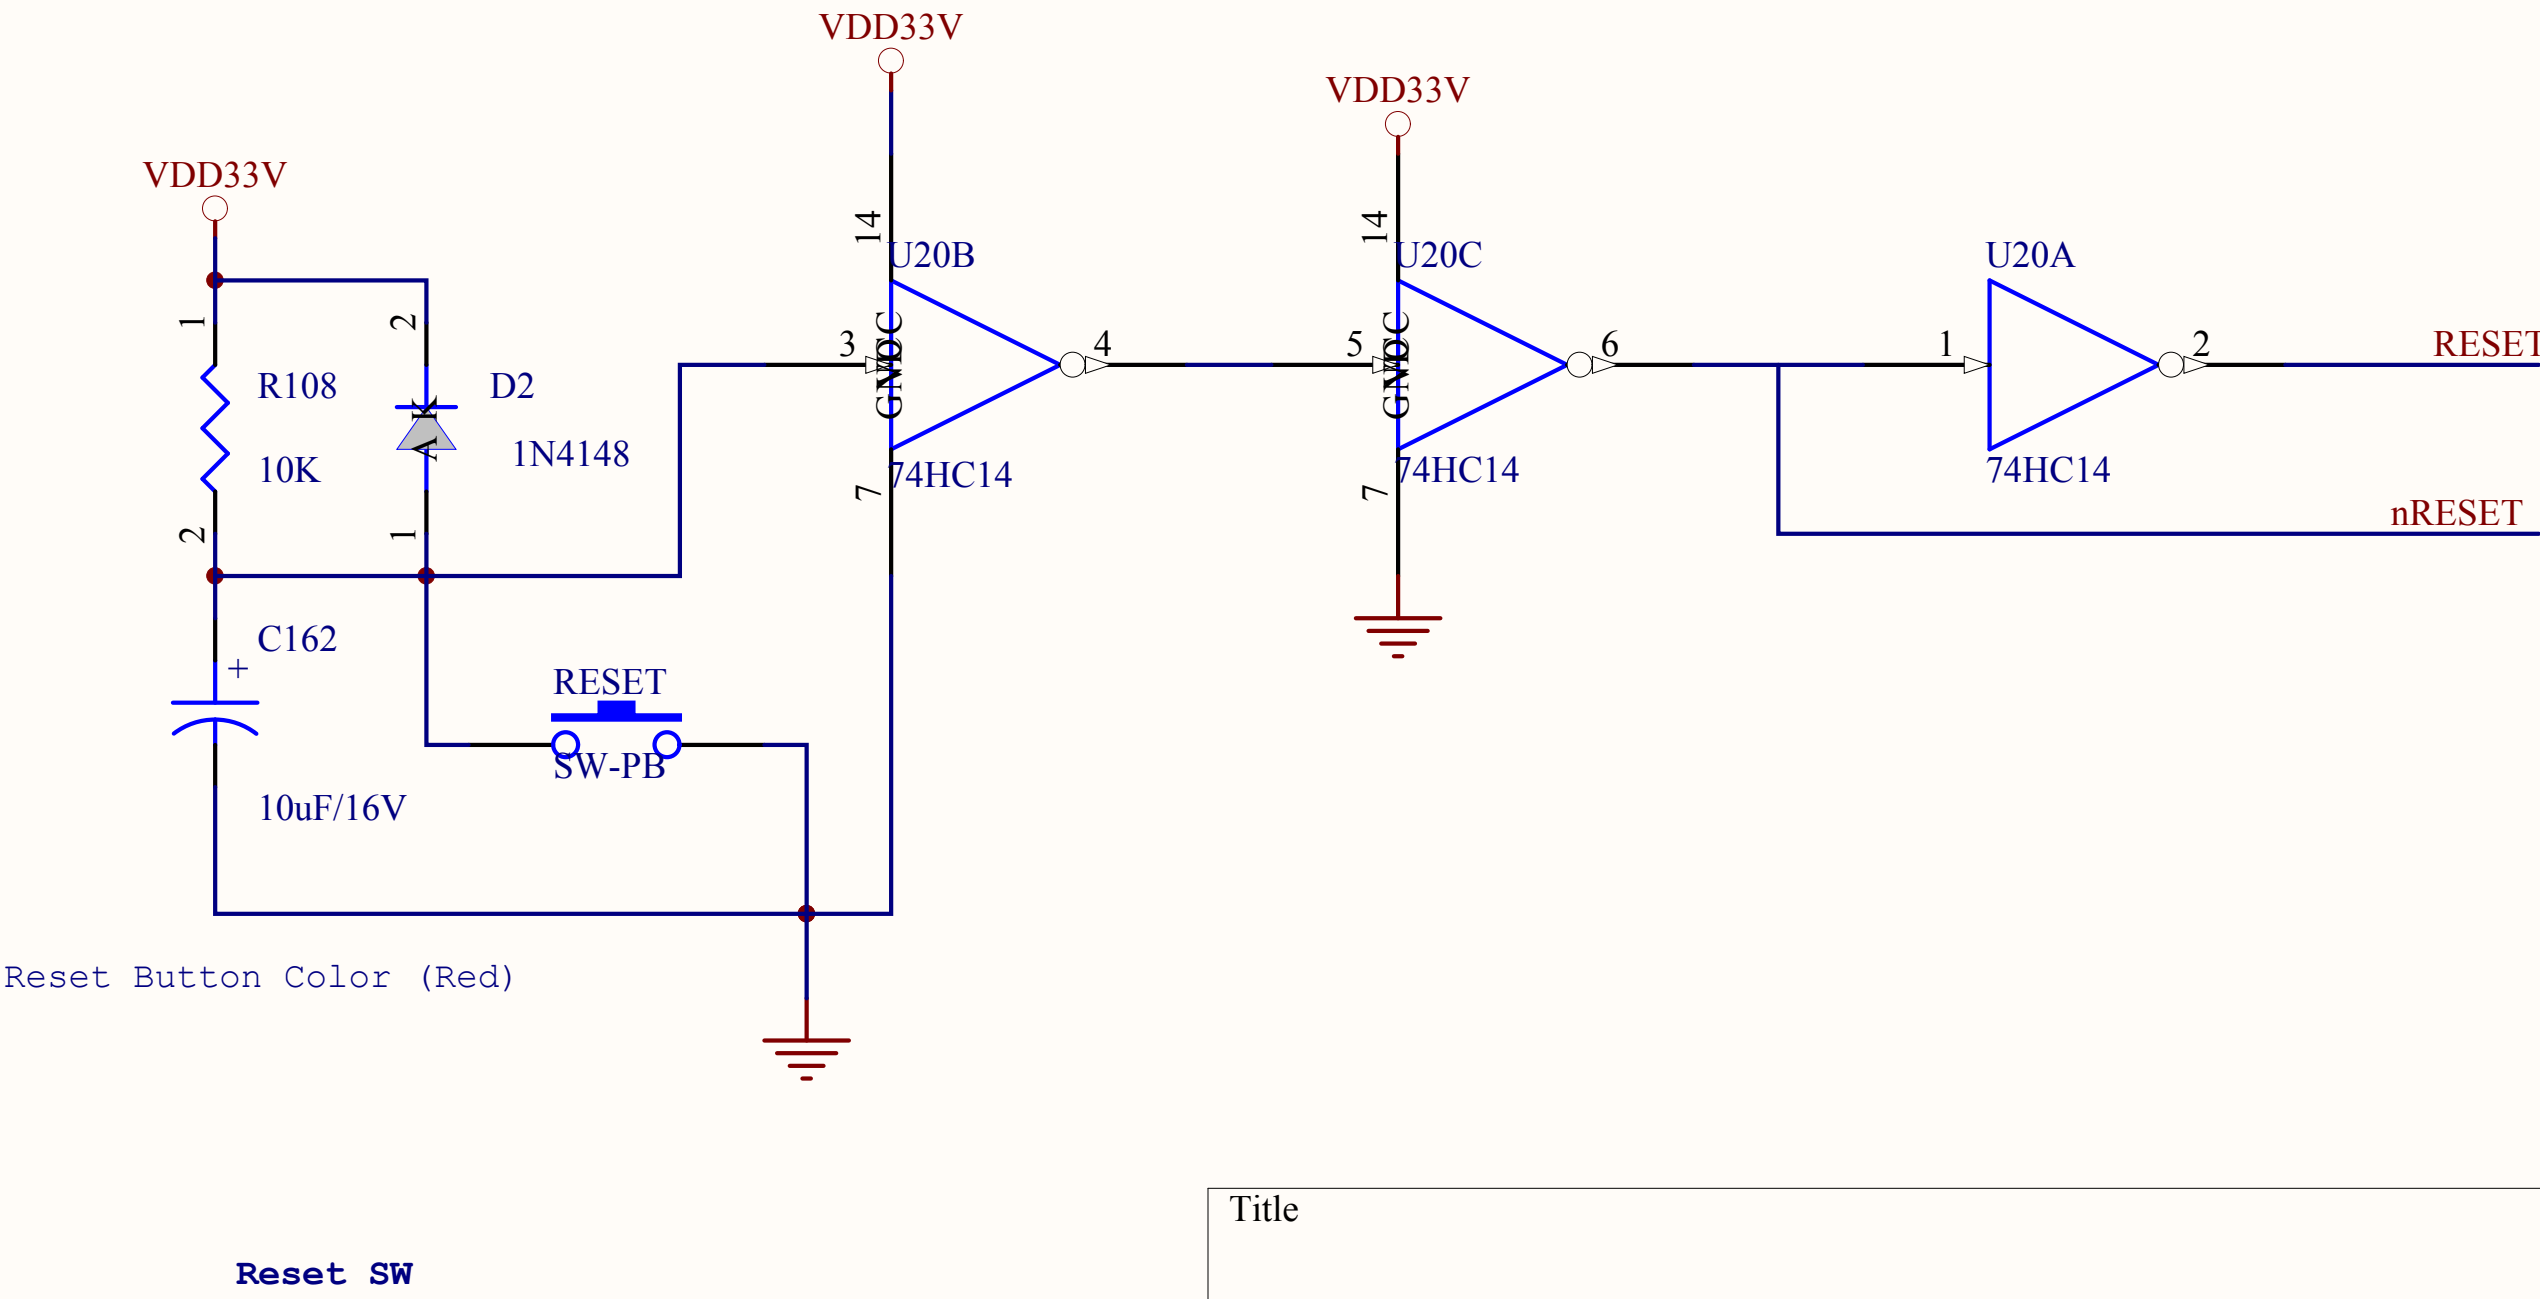 VDD33V
VDD33V
VDD33V
14
14
U20B
U20C
U20A
1
2
3
4
5
6
1
2
VCC
GND
VCC
GND
RESET
R108
D2
K
A
10K
1N4148
74HC14
74HC14
74HC14
7
7
nRESET
2
1
C162
+
RESET
SW-PB
10uF/16V
Reset Button Color (Red)
Title
Reset SW